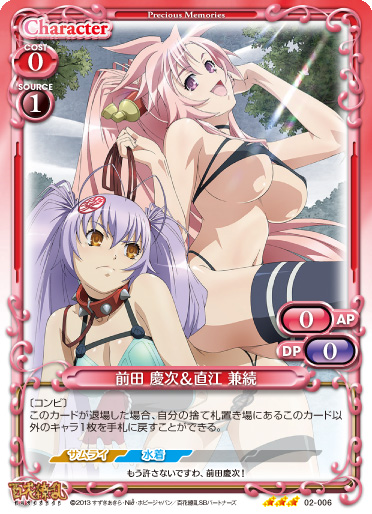 Precious Memories
Character
COST
0
SOURCE
1
0 AP
DP 0
前田 慶次&直江 兼続
[コンビ]
このカードが退場した場合、自分の捨て札置き場にあるこのカード以
外のキャラ1枚を手札に戻すことができる。
サムライ 水着
もう許さないですわ、前田慶次!
百花繚乱
©2013 すずきあきら・Niθ・ホビージャパン/百花繚乱SBパートナーズ
02-006